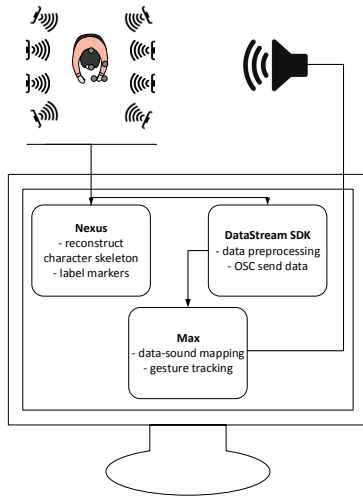 Nexus
- reconstruct
character skeleton
- label markers
DataStream SDK
- data preprocessing
- OSC send data
Max
- data-sound mapping
- gesture tracking